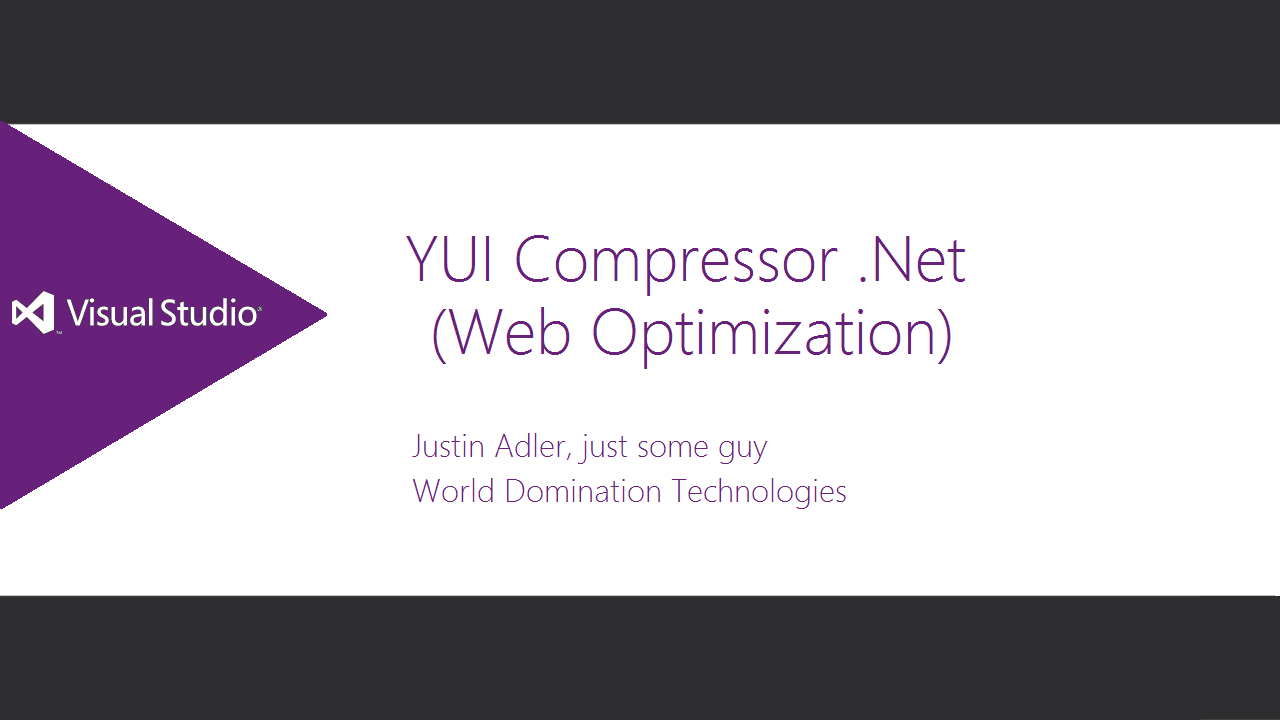 YUI Compressor .Net
(Web Optimization)
Visual Studio
Justin Adler, just some guy
World Domination Technologies